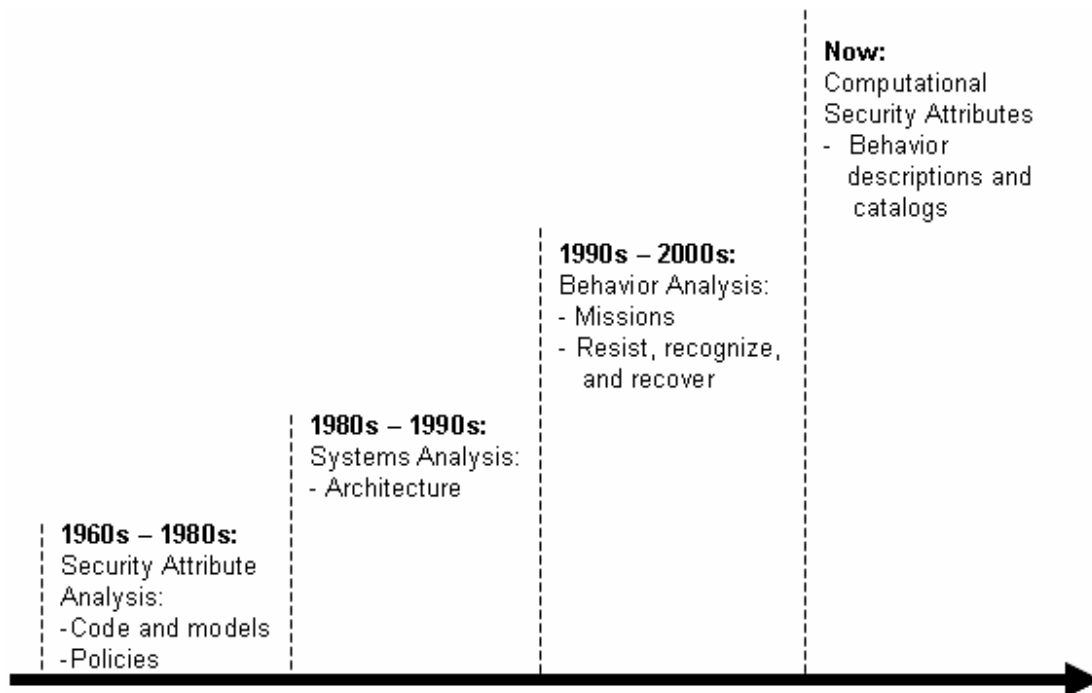 Now:
Computational
Security Attributes
- Behavior
descriptions and
catalogs
1990s – 2000s:
Behavior Analysis:
- Missions
- Resist, recognize,
and recover
1980s – 1990s:
Systems Analysis:
- Architecture
1960s – 1980s:
Security Attribute
Analysis:
-Code and models
-Policies